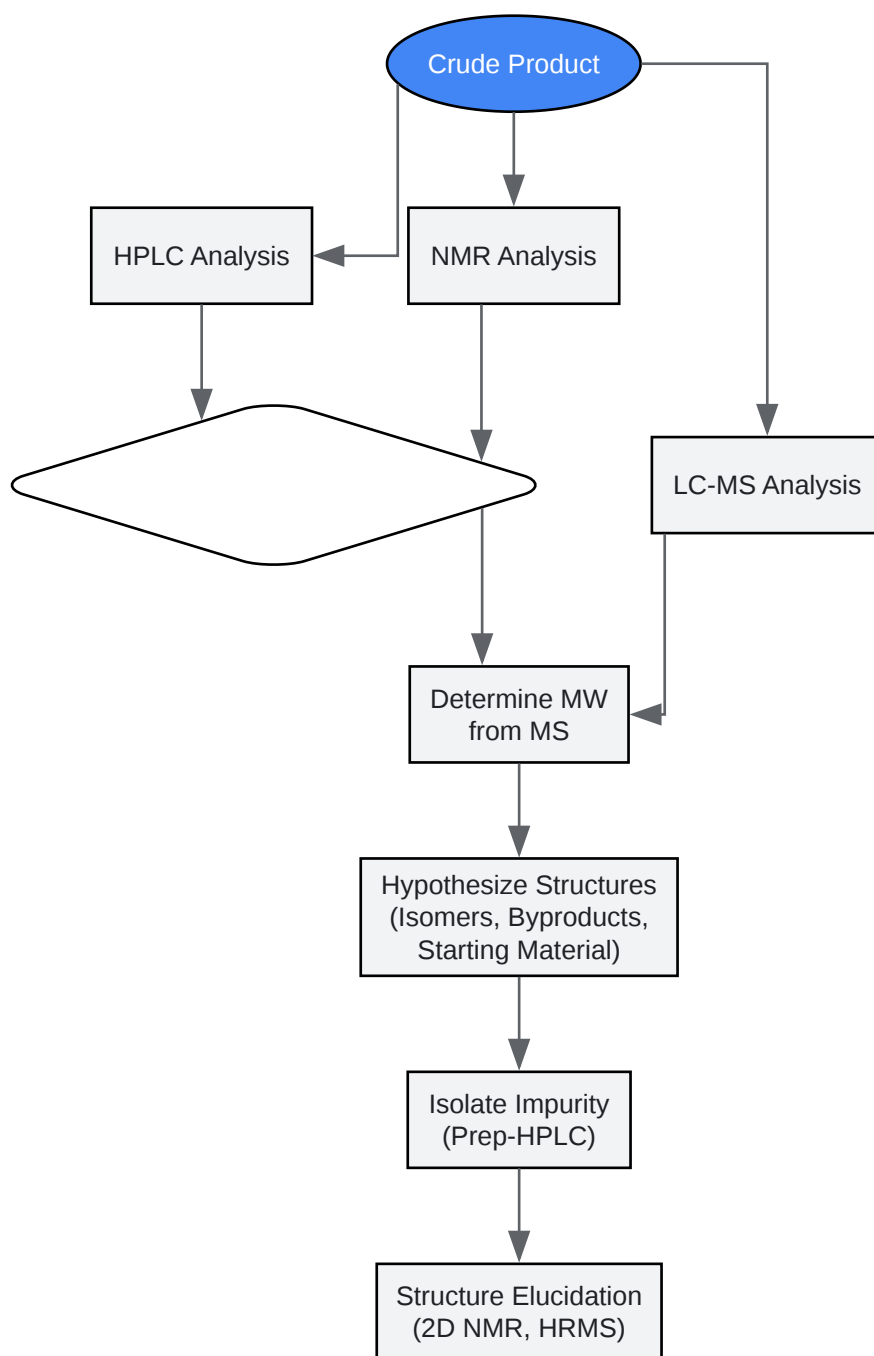 Crude Product
HPLC Analysis
NMR Analysis
LC-MS Analysis
Determine MW
from MS
Hypothesize Structures
(Isomers, Byproducts,
Starting Material)
Isolate Impurity
(Prep-HPLC)
Structure Elucidation
(2D NMR, HRMS)